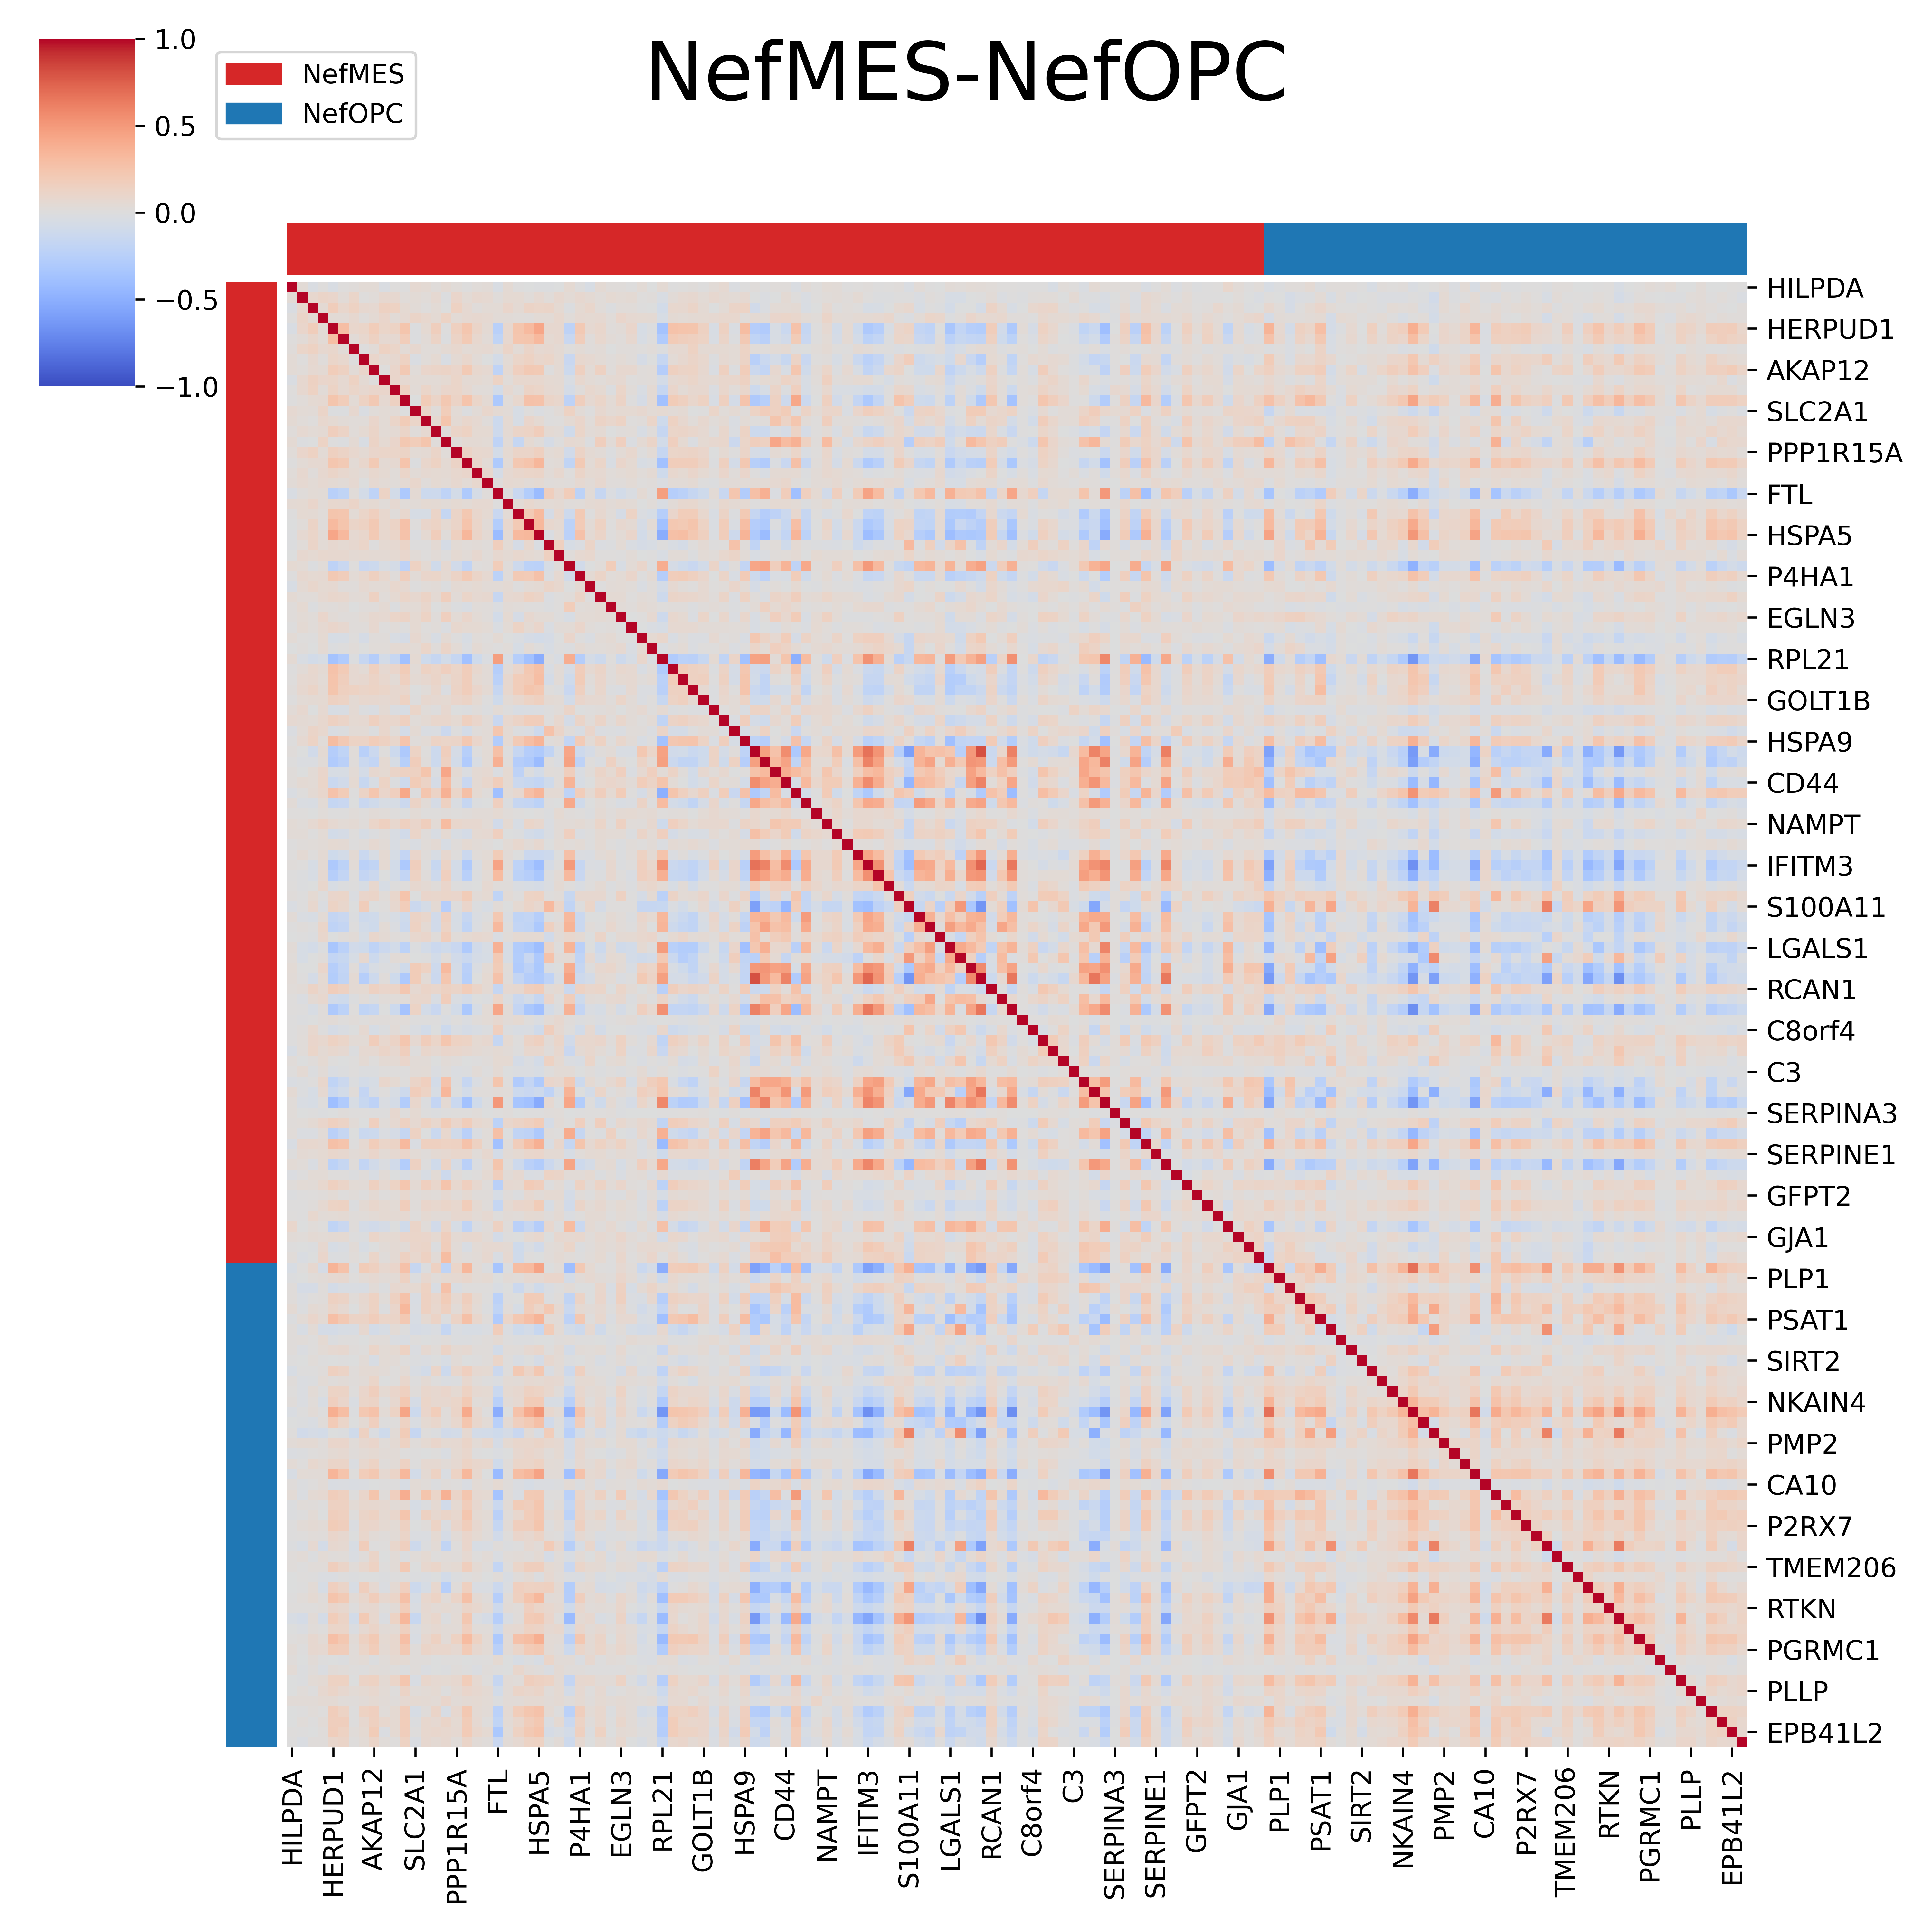 NefMES-NefOPC
1.0
0.5
0.0
−0.5
−1.0
NefMES
NefOPC
HILPDA
HERPUD1
AKAP12
SLC2A1
PPP1R15A
FTL
HSPA5
P4HA1
EGLN3
RPL21
GOLT1B
HSPA9
CD44
NAMPT
IFITM3
S100A11
LGALS1
RCAN1
C8orf4
C3
SERPINA3
SERPINE1
GFPT2
GJA1
PLP1
PSAT1
SIRT2
NKAIN4
PMP2
CA10
P2RX7
TMEM206
RTKN
PGRMC1
PLLP
EPB41L2
HILPDA
HERPUD1
AKAP12
SLC2A1
PPP1R15A
FTL
HSPA5
P4HA1
EGLN3
RPL21
GOLT1B
HSPA9
CD44
NAMPT
IFITM3
S100A11
LGALS1
RCAN1
C8orf4
C3
SERPINA3
SERPINE1
GFPT2
GJA1
PLP1
PSAT1
SIRT2
NKAIN4
PMP2
CA10
P2RX7
TMEM206
RTKN
PGRMC1
PLLP
EPB41L2